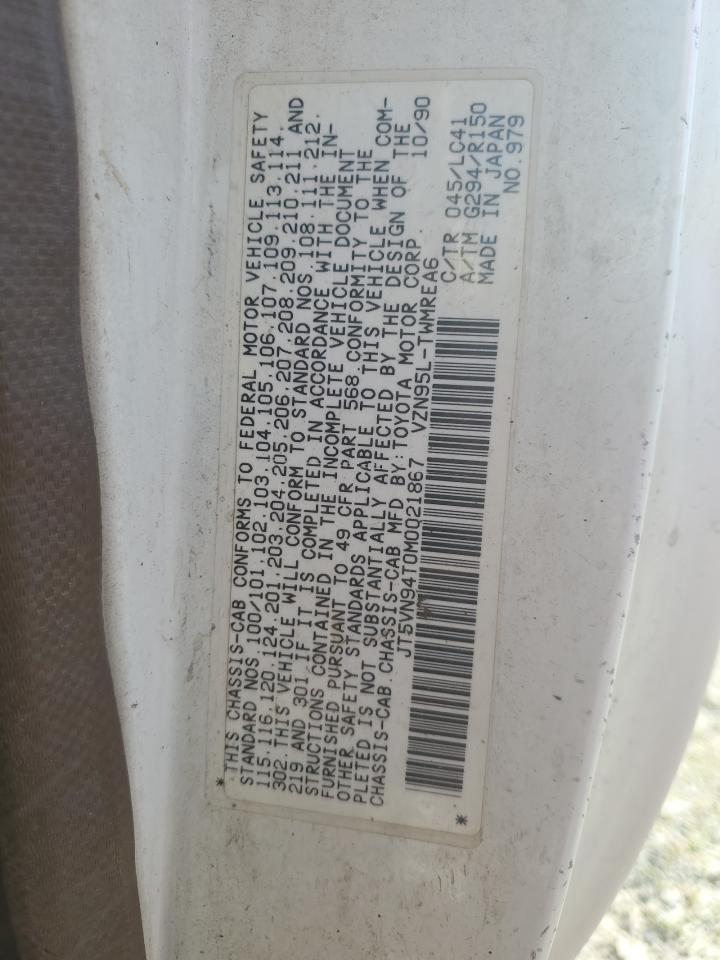 *THIS CHASSIS-CAB CONFORMS TO FEDERAL MOTOR VEHICLE SAFETY
STANDARD NOS.100/101.102.103.104.105.106.107.109.113.114.
115.116.120.124.201.203.204.205.206.207.208.209.210.211 AND
302.THIS VEHICLE WILL CONFORM TO STANDARD NOS.108.111.212.
219 AND 301 IF IT IS COMPLETED IN ACCORDANCE WITH THE IN-
STRUCTIONS CONTAINED IN THE INCOMPLETE VEHICLE DOCUMENT
FURNISHED PURSUANT TO 49 CFR PART 568.CONFORMITY TO THE
OTHER SAFETY STANDARDS APPLICABLE TO THIS VEHICLE WHEN COM-
PLETED IS NOT SUBSTANTIALLY AFFECTED BY THE DESIGN OF THE
CHASSIS-CAB.CHASSIS-CAB MFD BY:TOYOTA MOTOR CORP. 10/90
JT5VN94T0M0021867 VZN95L-TWMREA6
C/TR 045/LC41
A/TM G294/R150
MADE IN JAPAN
NO.979
*